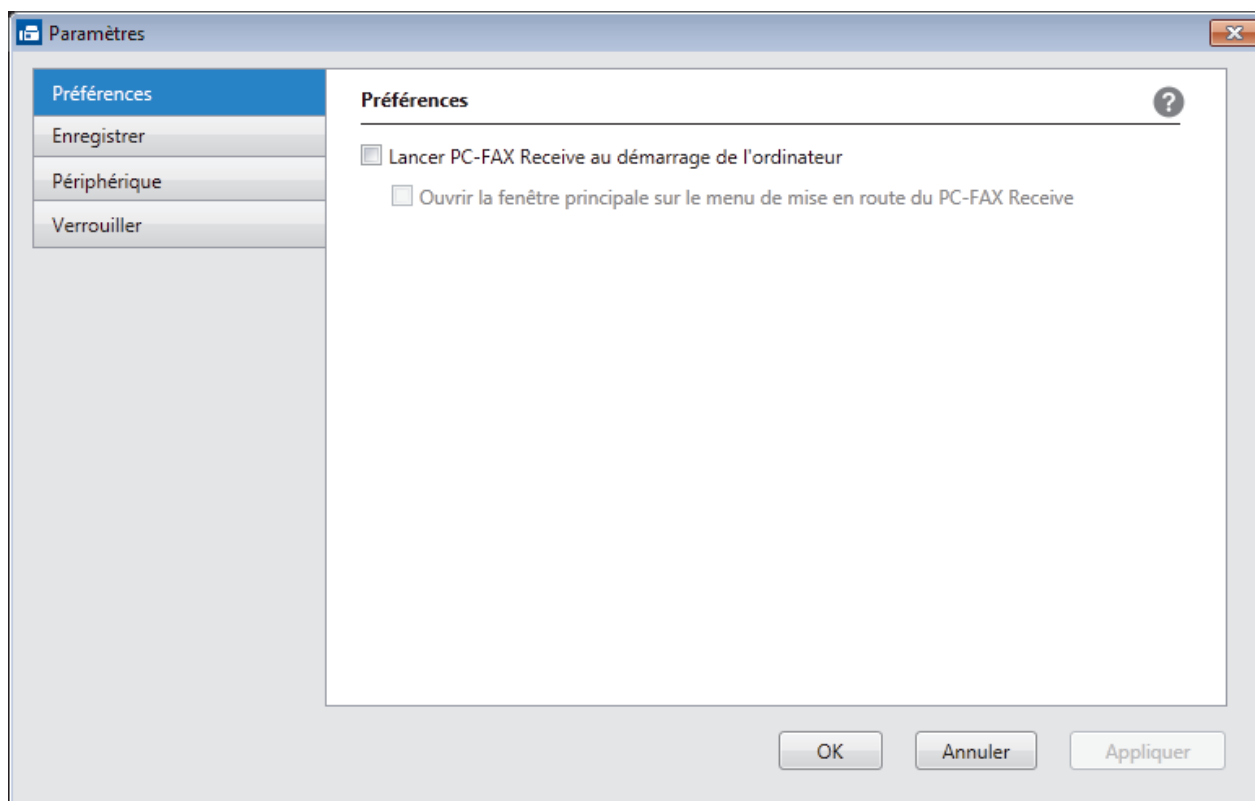 Paramètres
Préférences
Enregistrer
Périphérique
Verrouiller
Préférences
?
Lancer PC-FAX Receive au démarrage de l'ordinateur
Ouvrir la fenêtre principale sur le menu de mise en route du PC-FAX Receive
OK
Annuler
Appliquer